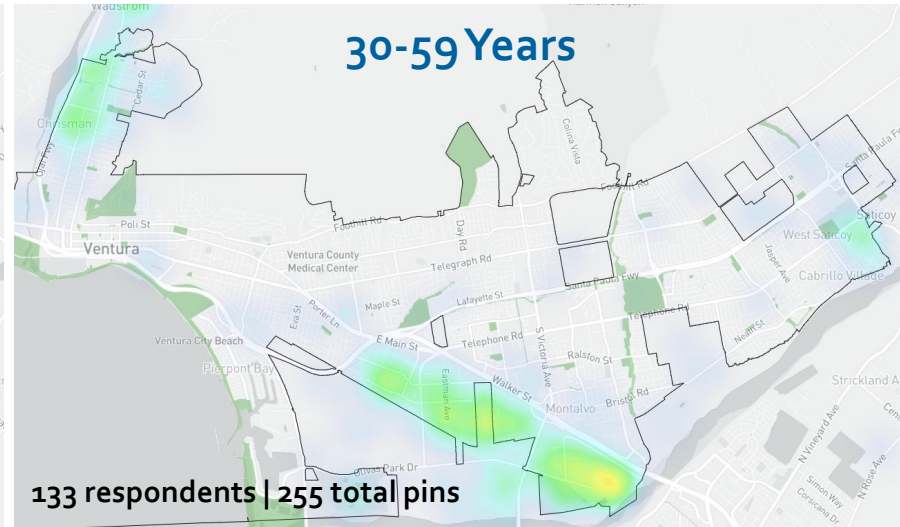 Wadstrom
30-59 Years
Cedar St
Chrisman
Ojai Fwy
Colina Vista
Santa Paula Fwy
Foothill Rd
Poli St
Foothill Rd
Day Rd
Saticoy
West Saticoy
Ventura
Ventura County
Medical Center
Telegraph Rd
Jasper Ave
Cabrillo Village
Santa Paula Fwy
Maple St
Lafayette St
Eva St
Porter Ln
Telephone Rd
Telephone Rd
Neath St
Ventura City Beach
E Main St
S Victoria Ave
Ralston St
Pierpont Bay
Eastman Ave
Walker St
Bristol Rd
Montalvo
Strickland A
N Vineyard Ave
Cen
Olivas Park Dr
N Rose Ave
Simon Way
Corsicana Dr
133 respondents | 255 total pins